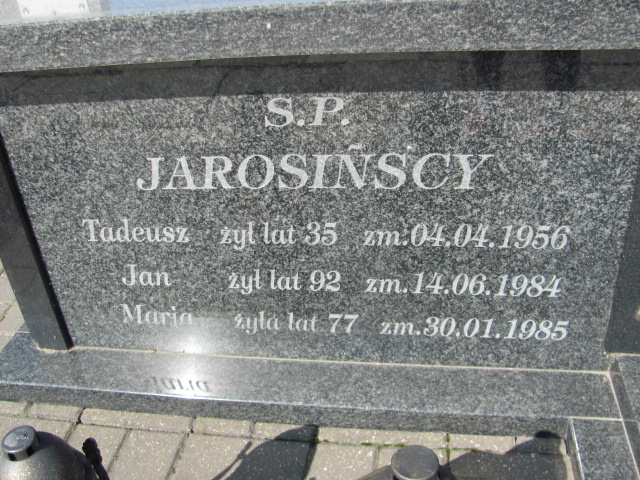 Ś.P.
JAROSIŃSCY
Tadeusz żył lat 35 zm.04.04.1956
Jan żył lat 92 zm.14.06.1984
Maria żyła lat 77 zm.30.01.1985